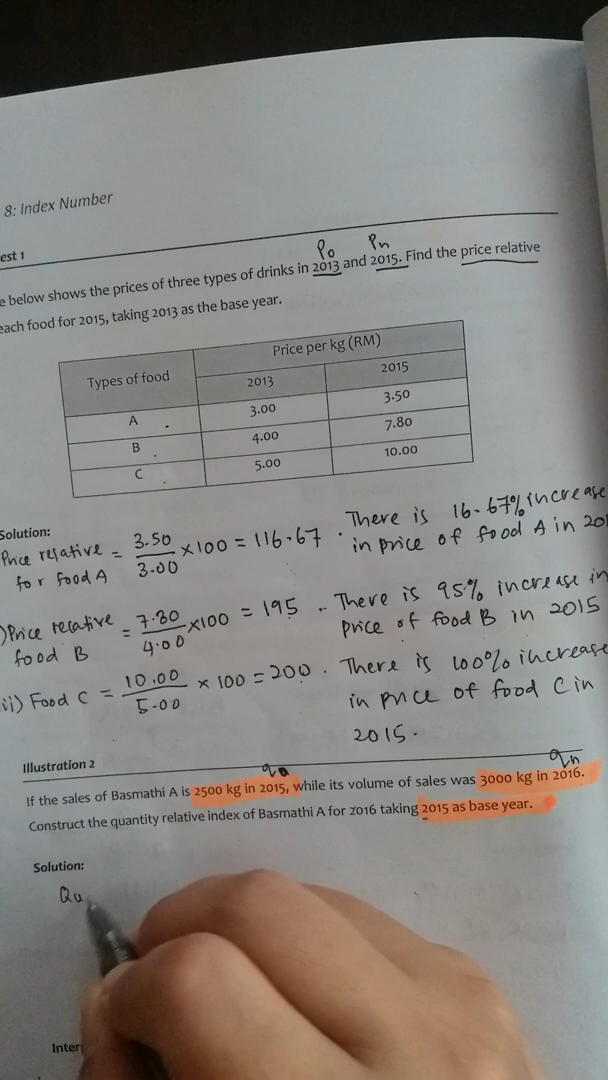 8: Index Number
est 1
Po Pn
e below shows the prices of three types of drinks in 2013 and 2015. Find the price relative
each food for 2015, taking 2013 as the base year.
Types of food Price per kg (RM)
2013 2015
A 3.00 3.50
B 4.00 7.80
C 5.00 10.00
Solution:
Price relative for food A = 3.50/3.00 ×100 = 116.67. There is 16.67% increase in price of food A in 201
)Price relative food B = 7.80/4.00 ×100 = 195 . There is 95% increase in price of food B in 2015
ii) Food C = 10.00/5.00 × 100 = 200. There is 100% increase in price of food C in 2015.
Illustration 2
q0 qn
If the sales of Basmathi A is 2500 kg in 2015, while its volume of sales was 3000 kg in 2016.
Construct the quantity relative index of Basmathi A for 2016 taking 2015 as base year.
Solution:
Qu
Inter